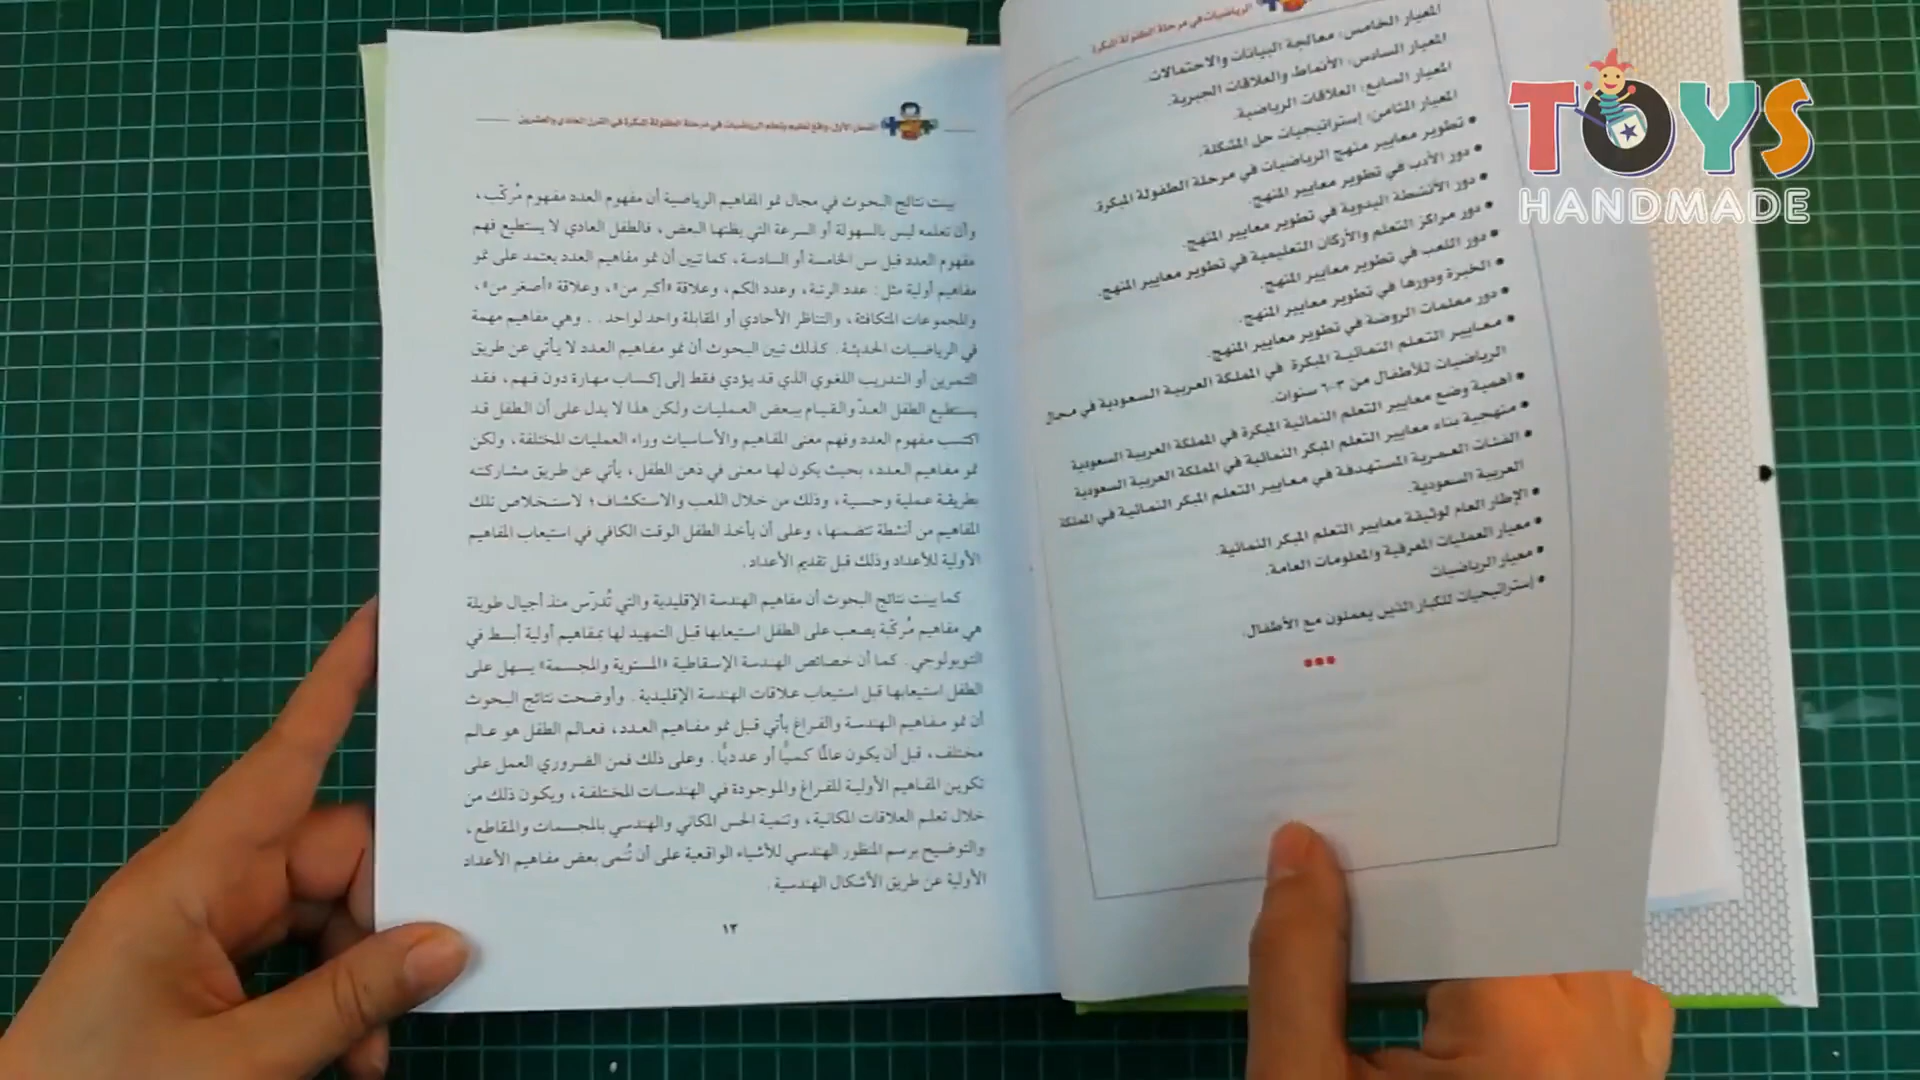 الرياضيات في مرحلة الطفولة المبكرة
المعيار الخامس: معالجة البيانات والاحتمالات.
المعيار السادس: الأنماط والعلاقات الجبرية.
المعيار السابع: العلاقات الرياضية.
المعيار الثامن: إستراتيجيات حل المشكلة.
• تطوير معايير منهج الرياضيات في مرحلة الطفولة المبكرة.
• دور الأدب في تطوير معايير المنهج.
• دور الأنشطة اليدوية في تطوير معايير المنهج.
• دور مراكز التعلم والأركان التعليمية في تطوير معايير المنهج.
• دور اللعب في تطوير معايير المنهج.
• الخبرة ودورها في تطوير معايير المنهج.
• دور معلمات الروضة في تطوير معايير المنهج.
• معايير التعلم النمائية المبكرة في المملكة العربية السعودية في مجال
الرياضيات للأطفال من ٣-٦ سنوات.
• أهمية وضع معايير التعلم النمائية المبكرة في المملكة العربية السعودية
• منهجية بناء معايير التعلم المبكر النمائية في المملكة العربية السعودية
• الفئات العمرية المستهدفة في معايير التعلم المبكر النمائية في المملكة
العربية السعودية.
• الإطار العام لوثيقة معايير التعلم المبكر النمائية.
• معيار العمليات المعرفية والمعلومات العامة.
• معيار الرياضيات
• إستراتيجيات للكبار الذين يعملون مع الأطفال.
الفصل الأول: واقع تعليم وتعلم الرياضيات في مرحلة الطفولة المبكرة في القرن الحادي والعشرين
بينت نتائج البحوث في مجال نمو المفاهيم الرياضية أن مفهوم العدد مفهوم مُركّب،
وأن تعلمه ليس بالسهولة أو السرعة التي يظنها البعض، فالطفل العادي لا يستطيع فهم
مفهوم العدد قبل سن الخامسة أو السادسة، كما تبين أن نمو مفاهيم العدد يعتمد على نمو
مفاهيم أولية مثل: عدد الرتبة، وعدد الكم، وعلاقة «أكبر من»، وعلاقة «أصغر من»،
والمجموعات المتكافئة، والتناظر الأحادي أو المقابلة واحد لواحد.. وهي مفاهيم مهمة
في الرياضيات الحديثة. كذلك تبين البحوث أن نمو مفاهيم العدد لا يأتي عن طريق
التمرين أو التدريب اللغوي الذي قد يؤدي فقط إلى إكساب مهارة دون فهم، فقد
يستطيع الطفل العدّ والقيام ببعض العمليات ولكن هذا لا يدل على أن الطفل قد
اكتسب مفهوم العدد وفهم معنى المفاهيم والأساسيات وراء العمليات المختلفة، ولكن
نمو مفاهيم العدد، بحيث يكون لها معنى في ذهن الطفل، يأتي عن طريق مشاركته
بطريقة عملية وحسية، وذلك من خلال اللعب والاستكشاف؛ لاستخلاص تلك
المفاهيم من أنشطة تتضمنها، وعلى أن يأخذ الطفل الوقت الكافي في استيعاب المفاهيم
الأولية للأعداد وذلك قبل تقديم الأعداد.
كما بينت نتائج البحوث أن مفاهيم الهندسة الإقليدية والتي تُدرّس منذ أجيال طويلة
هي مفاهيم مُركّبة يصعب على الطفل استيعابها قبل التمهيد لها بمفاهيم أولية أبسط في
التوبولوجي. كما أن خصائص الهندسة الإسقاطية «المستوية والمجسمة» يسهل على
الطفل استيعابها قبل استيعاب علاقات الهندسة الإقليدية. وأوضحت نتائج البحوث
أن نمو مفاهيم الهندسة والفراغ يأتي قبل نمو مفاهيم العدد، فعالم الطفل هو عالم
مختلف، قبل أن يكون عالمًا كميًّا أو عدديًّا. وعلى ذلك فمن الضروري العمل على
تكوين المفاهيم الأولية للفراغ والموجودة في الهندسات المختلفة، ويكون ذلك من
خلال تعلم العلاقات المكانية، وتنمية الحس المكاني والهندسي بالمجسمات والمقاطع،
والتوضيح برسم المنظور الهندسي للأشياء الواقعية على أن تُنمى بعض مفاهيم الأعداد
الأولية عن طريق الأشكال الهندسية.
١٣
TOYS
HANDMADE